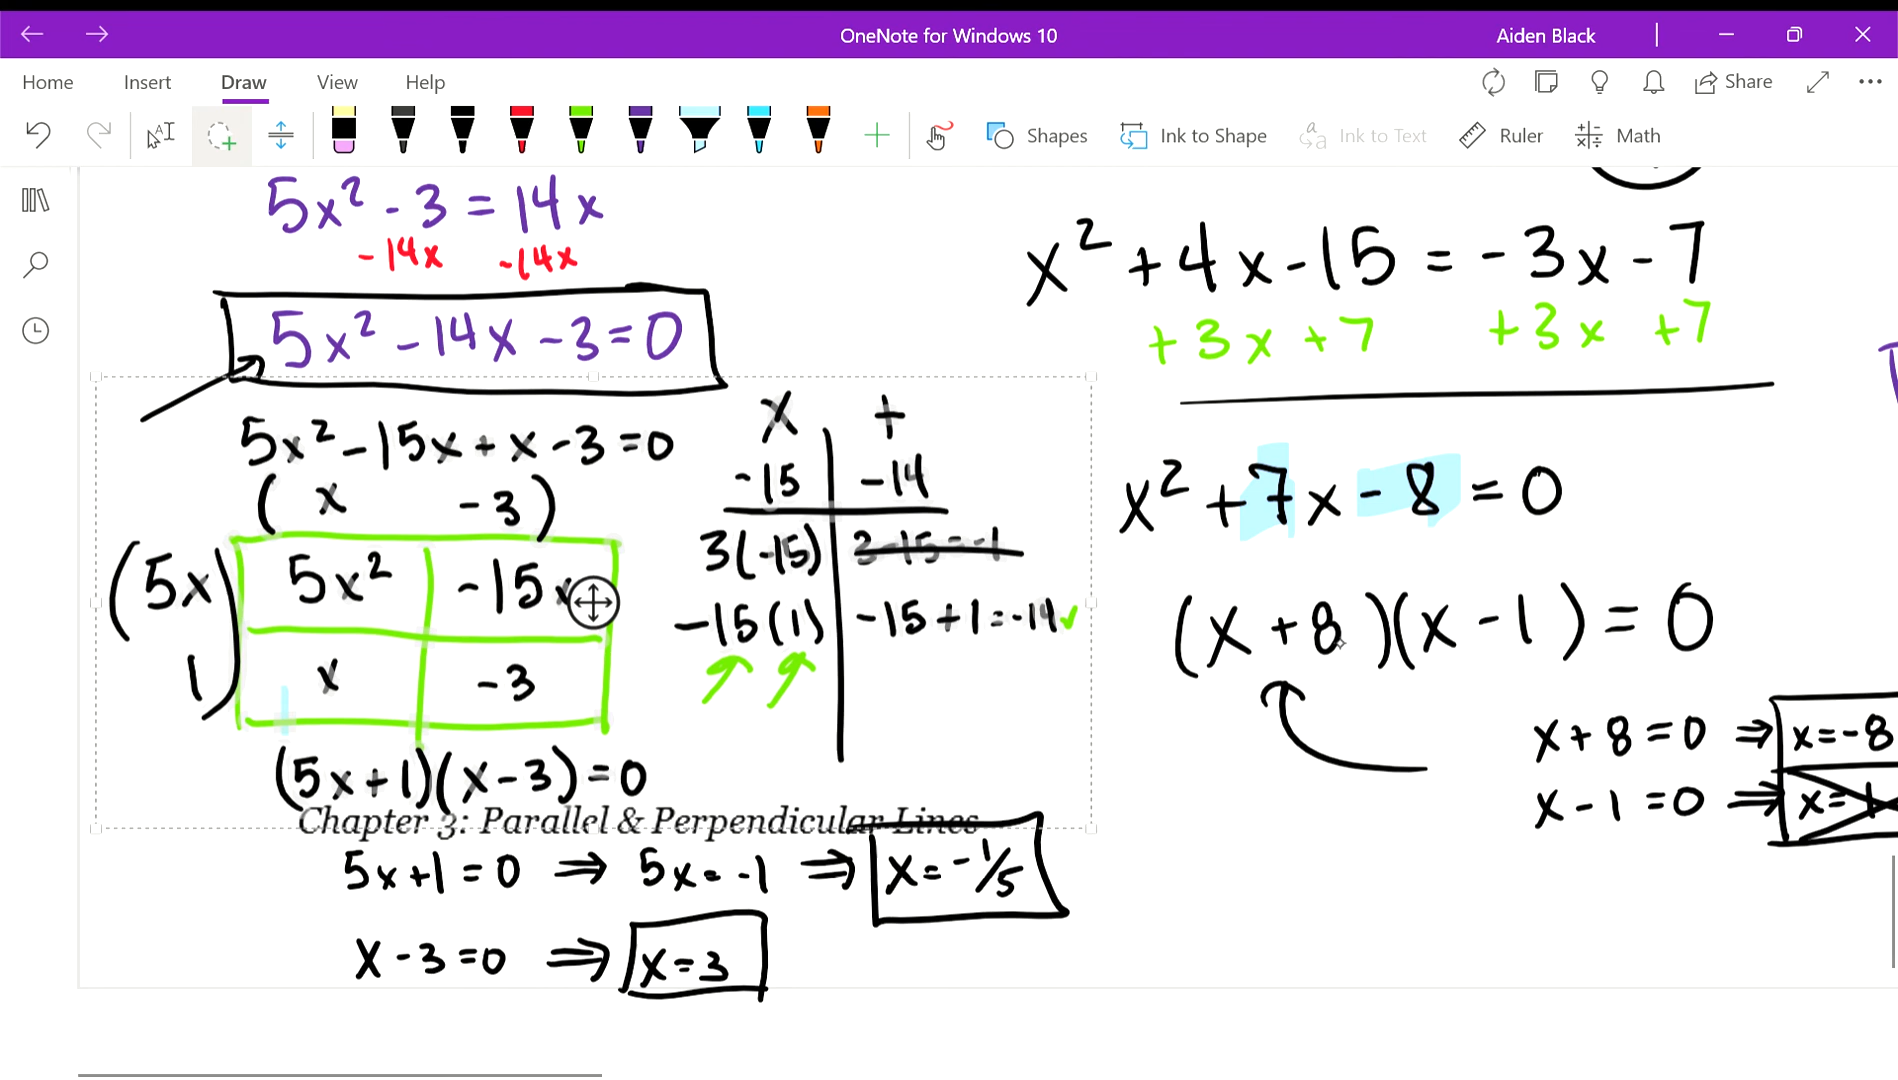 OneNote for Windows 10
Aiden Black
Home Insert Draw View Help
Share
Shapes Ink to Shape Ink to Text Ruler Math
5x² - 3 = 14x
-14x -14x
5x² - 14x - 3 = 0
5x² - 15x + x - 3 = 0
( x -3 )
(5x 5x² -15x
1) x -3
(5x+1)(x-3)=0
x +
-15 -14
3(-15) 3-15=-1
-15(1) -15+1=-14✓
Chapter 3: Parallel & Perpendicular Lines
5x+1=0 ⇒ 5x=-1 ⇒ x=-1/5
x-3=0 ⇒ x=3
x² + 4x - 15 = -3x - 7
+3x +7 +3x +7
x² + 7x - 8 = 0
(x+8)(x-1)=0
x+8=0 ⇒ x=-8
x-1=0 ⇒ x=1